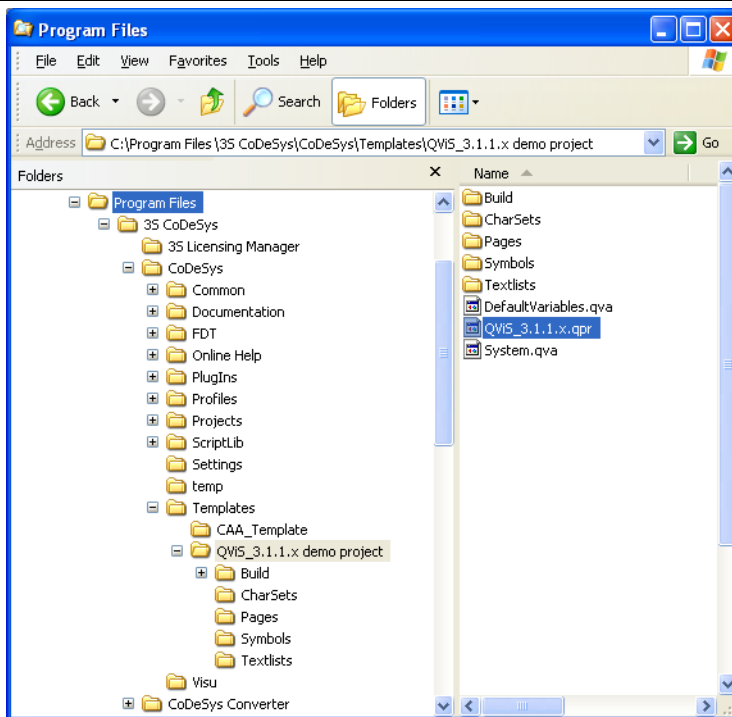 Program Files
File Edit View Favorites Tools Help
Back Search Folders
Address C:\Program Files\3S CoDeSys\CoDeSys\Templates\QViS_3.1.1.x demo project Go
Folders
Name
Program Files
3S CoDeSys
3S Licensing Manager
CoDeSys
Common
Documentation
FDT
Online Help
PlugIns
Profiles
Projects
ScriptLib
Settings
temp
Templates
CAA_Template
QViS_3.1.1.x demo project
Build
CharSets
Pages
Symbols
Textlists
Visu
CoDeSys Converter
Build
CharSets
Pages
Symbols
Textlists
DefaultVariables.qva
QViS_3.1.1.x.qpr
System.qva